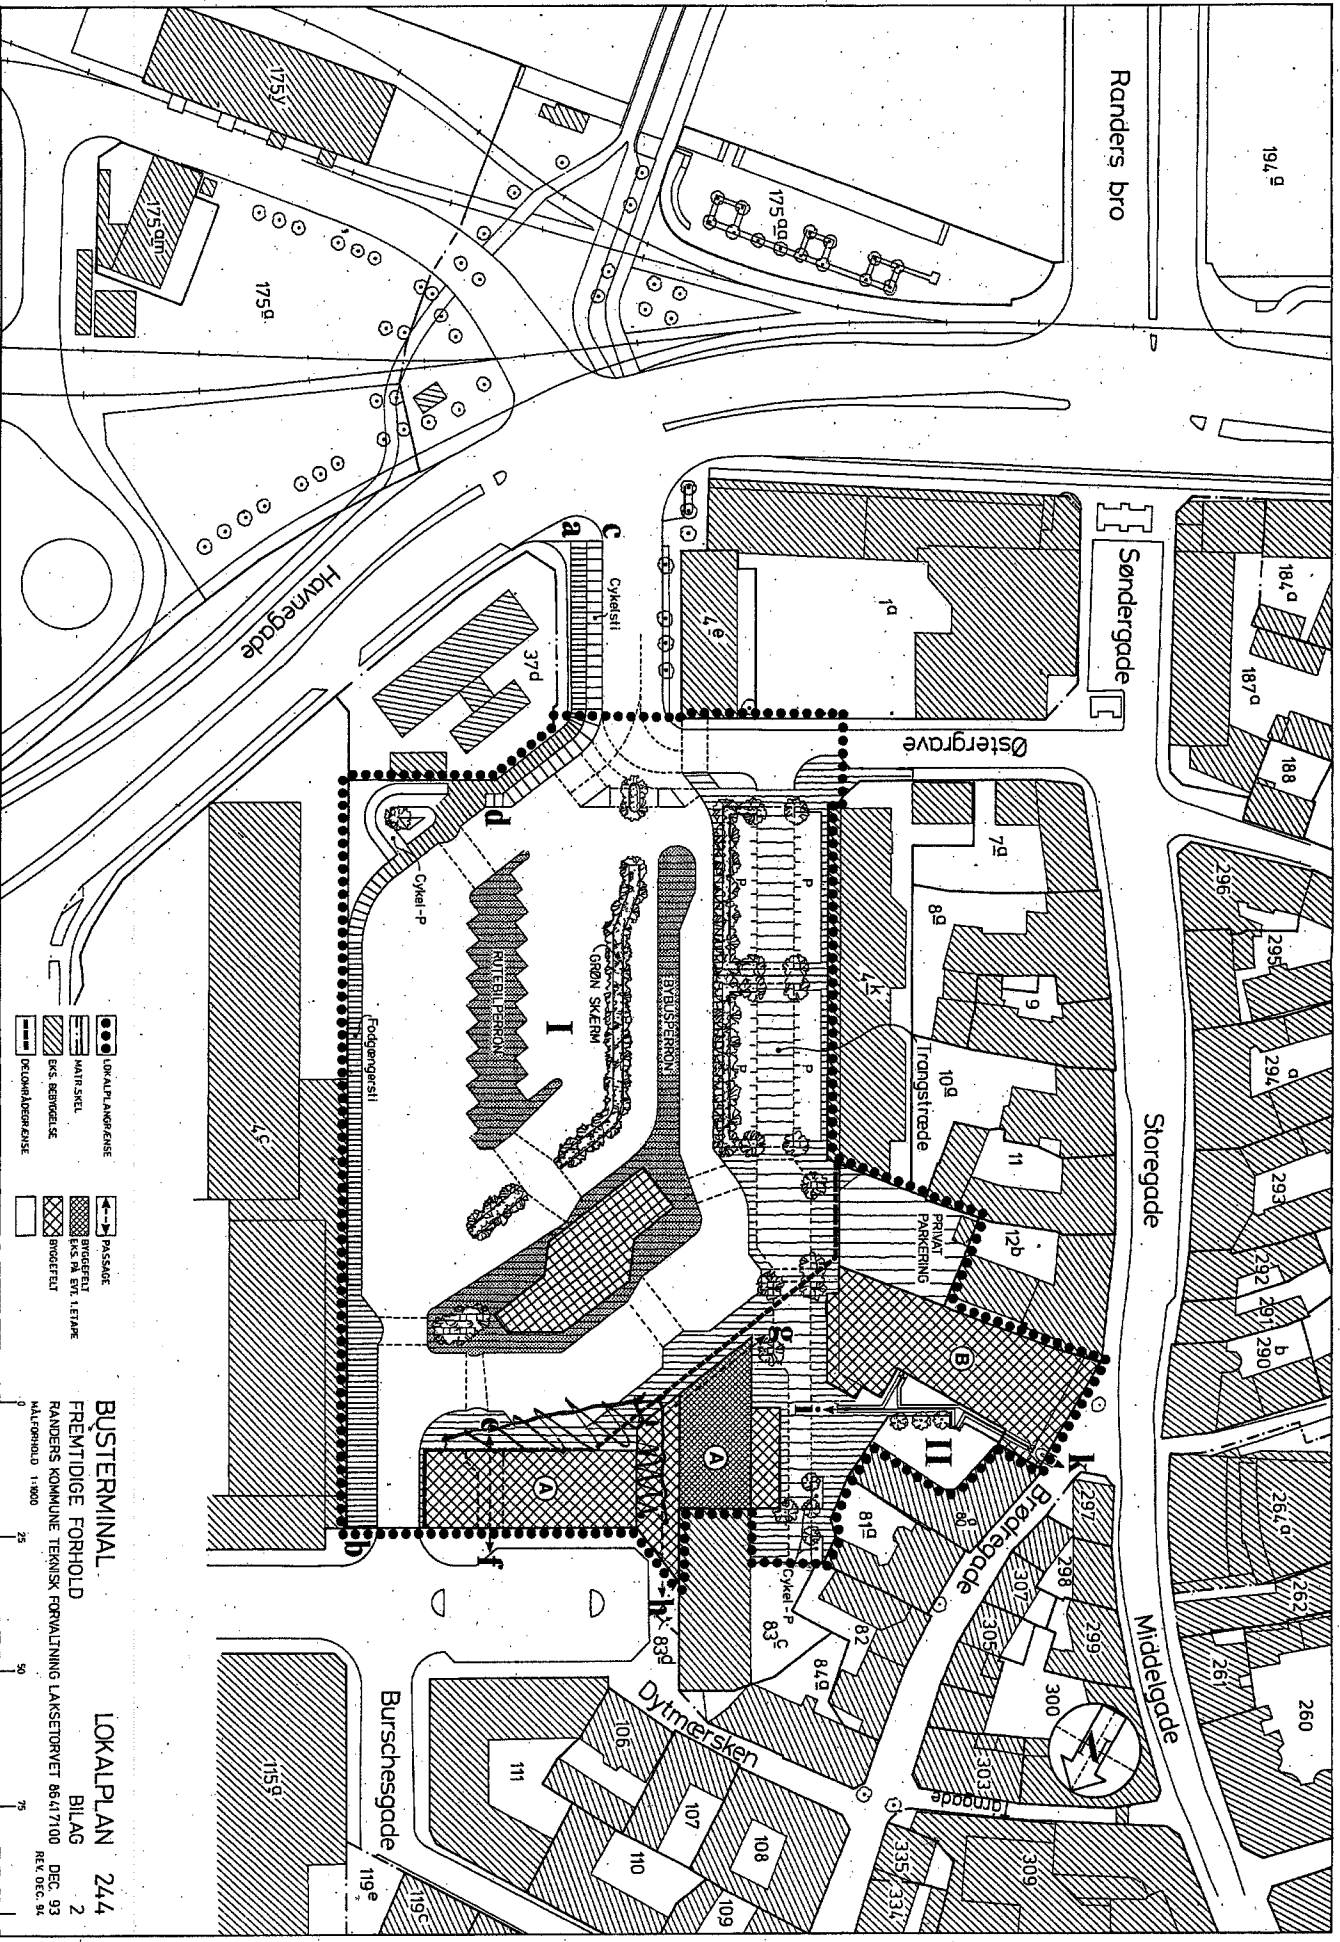 194ᵃ
Randers bro
175y
175ᵃᵃ
175ᵃᵐ
175ᵃ
Havnegade
a
c
Cykelsti
37ᵈ
4ᵉ
1ᵃ
Søndergade
184ᵃ
187ᵃ
188
Østergrave
d
Cykel-P
7ᵃ
8ᵃ
9
10ᵃ
11
12b
4ᵏ
Trangstræde
P
P
P
P
RUTEBILPERRON
GRØN SKÆRM
BYBUSPERRON
I
Fodgængersti
4ᶜ
PRIVAT
PARKERING
Storegade
296
295
a
294
293
292
291
b
290
B
g
i
II
k
A
A
e
f
b
h
Cykel-P
83ᶜ
83ᵈ
81ᵃ
80ᵃ
82
84ᵃ
Brødregade
297
298
307
299
305
300
303
264ᵃ
262
261
260
Middelgade
N
309
335
334
Dytmærsken
106
111
107
108
110
109
Burschesgade
115ᵃ
119ᵉ
119ᶜ
LOKALPLANGRÆNSE
MATR.SKEL
EKS. BEBYGGELSE
DELOMRÅDEGRÆNSE
PASSAGE
BYGGEFELT
EKS. PÅ EVT. 1.ETAPE
BYGGEFELT
BUSTERMINAL LOKALPLAN 244
FREMTIDIGE FORHOLD BILAG 2
RANDERS KOMMUNE TEKNISK FORVALTNING LAKSETORVET 86417100 DEC. 93
MÅLFORHOLD 1:1000 REV. DEC. 94
0 25 50 75